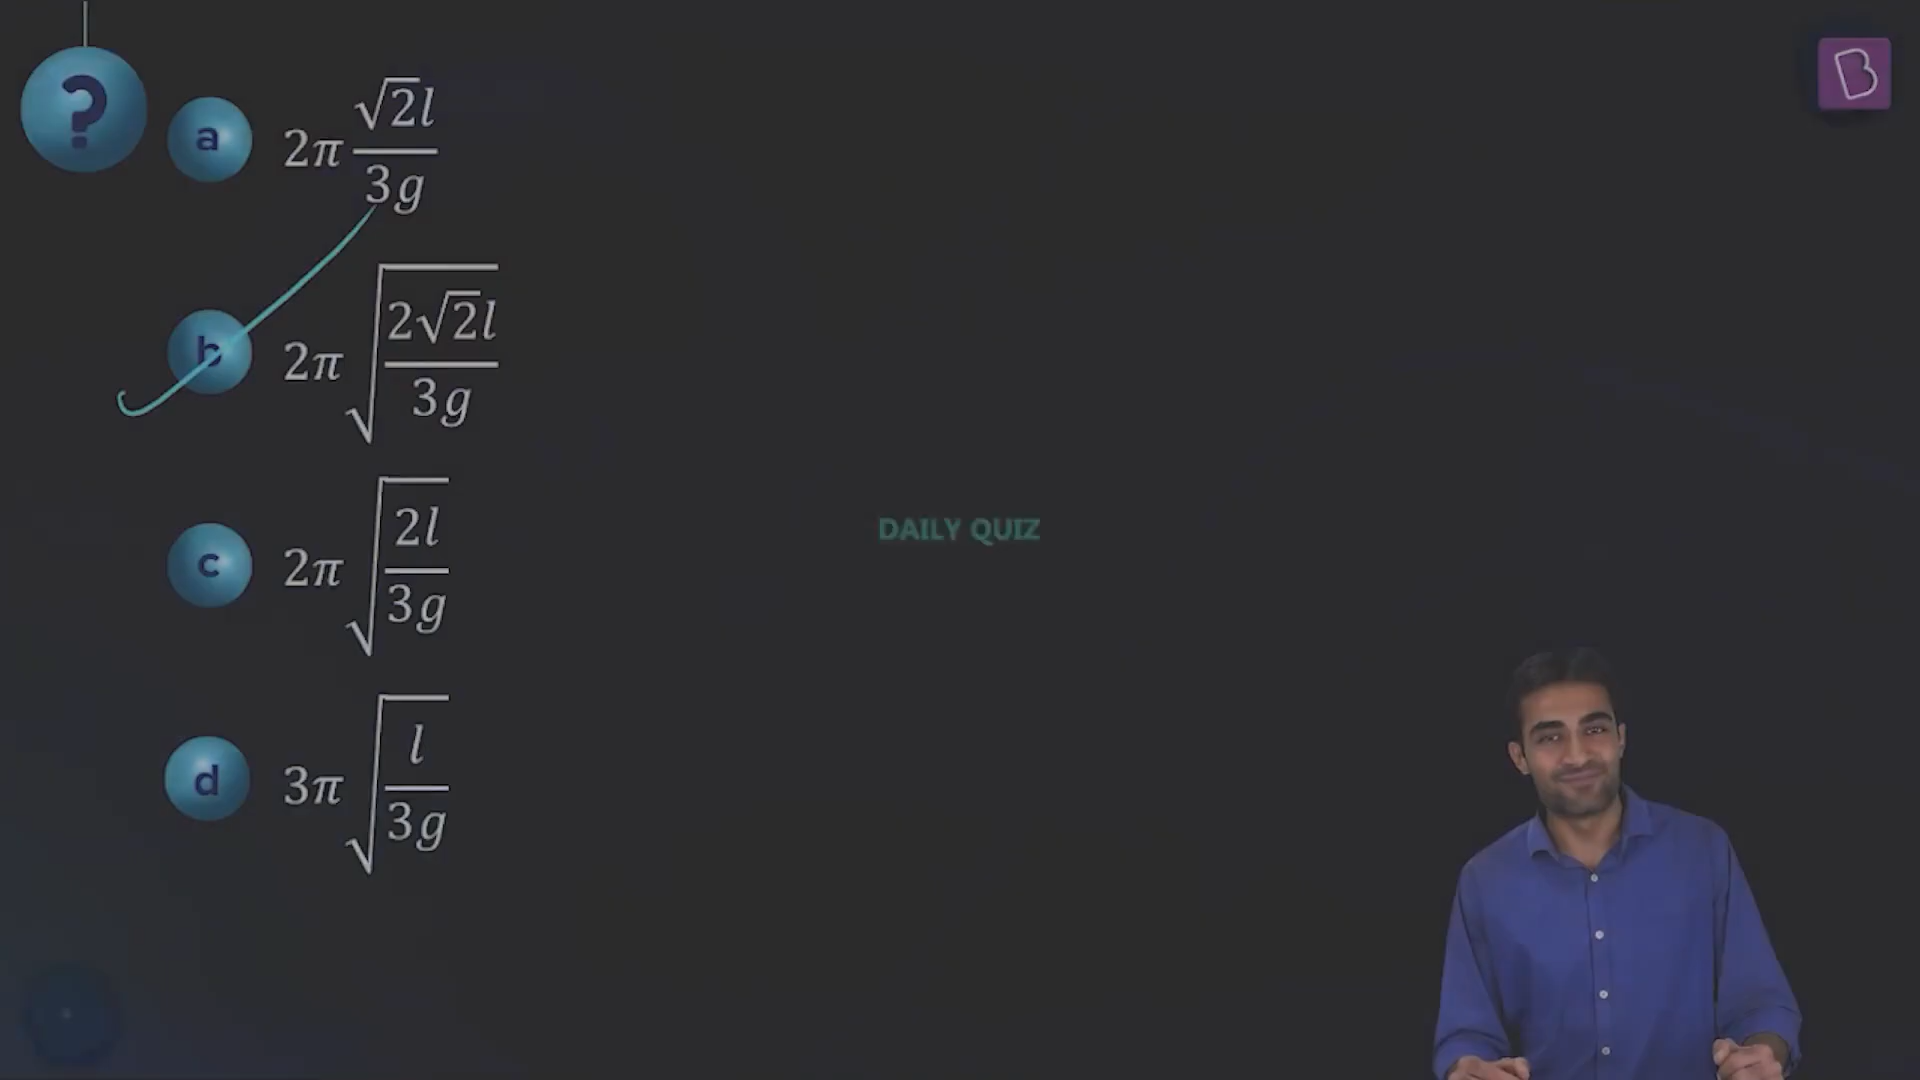 ?
a 2π √2l/3g
b 2π √(2√2l/3g)
c 2π √(2l/3g)
d 3π √(l/3g)
DAILY QUIZ
B